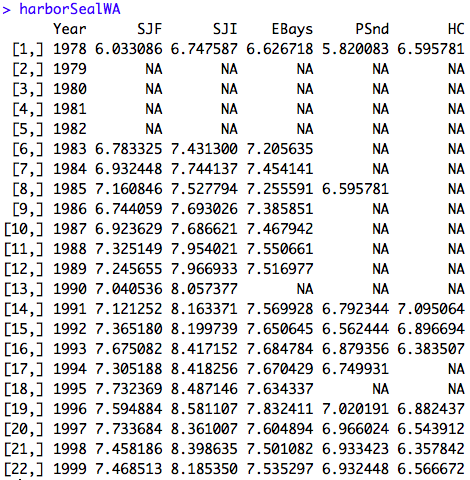 > harborSealWA
Year SJF SJI EBays PSnd HC
[1,] 1978 6.033086 6.747587 6.626718 5.820083 6.595781
[2,] 1979 NA NA NA NA NA
[3,] 1980 NA NA NA NA NA
[4,] 1981 NA NA NA NA NA
[5,] 1982 NA NA NA NA NA
[6,] 1983 6.783325 7.431300 7.205635 NA NA
[7,] 1984 6.932448 7.744137 7.454141 NA NA
[8,] 1985 7.160846 7.527794 7.255591 6.595781 NA
[9,] 1986 6.744059 7.693026 7.385851 NA NA
[10,] 1987 6.923629 7.686621 7.467942 NA NA
[11,] 1988 7.325149 7.954021 7.550661 NA NA
[12,] 1989 7.245655 7.966933 7.516977 NA NA
[13,] 1990 7.040536 8.057377 NA NA NA
[14,] 1991 7.121252 8.163371 7.569928 6.792344 7.095064
[15,] 1992 7.365180 8.199739 7.650645 6.562444 6.896694
[16,] 1993 7.675082 8.417152 7.684784 6.879356 6.383507
[17,] 1994 7.305188 8.418256 7.670429 6.749931 NA
[18,] 1995 7.732369 8.487146 7.634337 NA NA
[19,] 1996 7.594884 8.581107 7.832411 7.020191 6.882437
[20,] 1997 7.733684 8.361007 7.604894 6.966024 6.543912
[21,] 1998 7.458186 8.398635 7.501082 6.933423 6.357842
[22,] 1999 7.468513 8.185350 7.535297 6.932448 6.566672